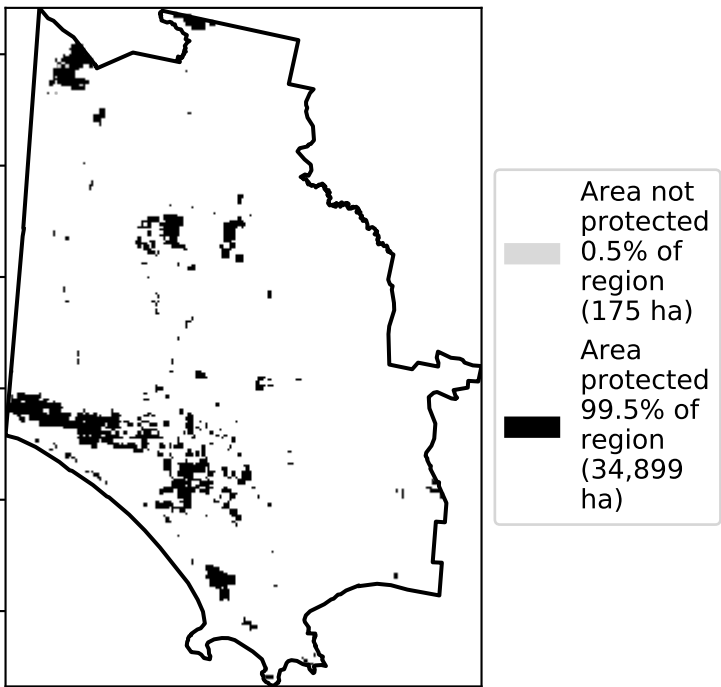 Area not
protected
0.5% of
region
(175 ha)
Area
protected
99.5% of
region
(34,899
ha)